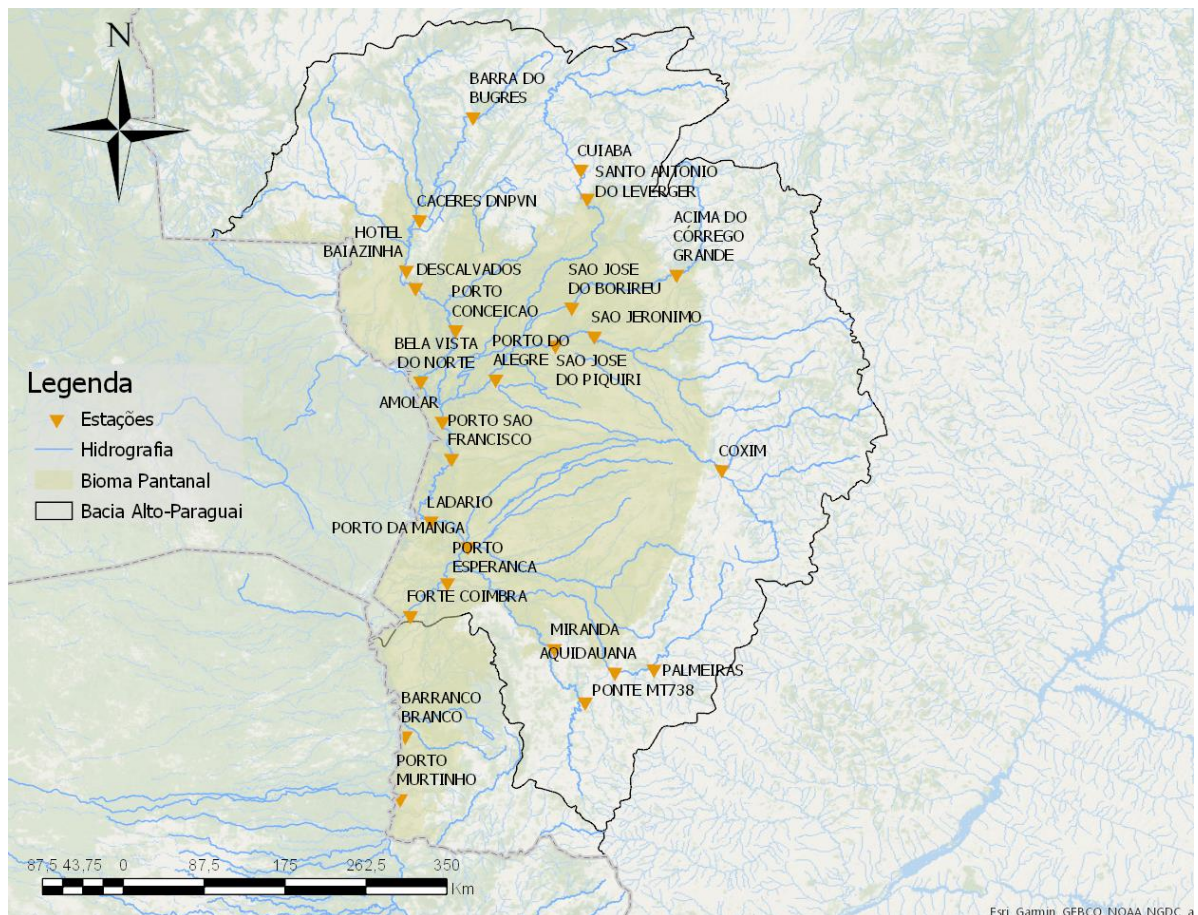 N
BARRA DO
BUGRES
CUIABA
SANTO ANTONIO
DO LEVERGER
CACERES DNPVN
ACIMA DO
CÓRREGO
GRANDE
HOTEL
BAIAZINHA
DESCALVADOS
SAO JOSE
DO BORIREU
PORTO
CONCEICAO
SAO JERONIMO
BELA VISTA
DO NORTE
PORTO DO
ALEGRE
SAO JOSE
DO PIQUIRI
Legenda
Estações
Hidrografia
Bioma Pantanal
Bacia Alto-Paraguai
AMOLAR
PORTO SAO
FRANCISCO
COXIM
LADARIO
PORTO DA MANGA
PORTO
ESPERANCA
FORTE COIMBRA
MIRANDA
AQUIDAUANA
PALMEIRAS
PONTE MT738
BARRANCO
BRANCO
PORTO
MURTINHO
87,5 43,75 0 87,5 175 262,5 350
Km
Esri, Garmin, GEBCO, NOAA NGDC, a